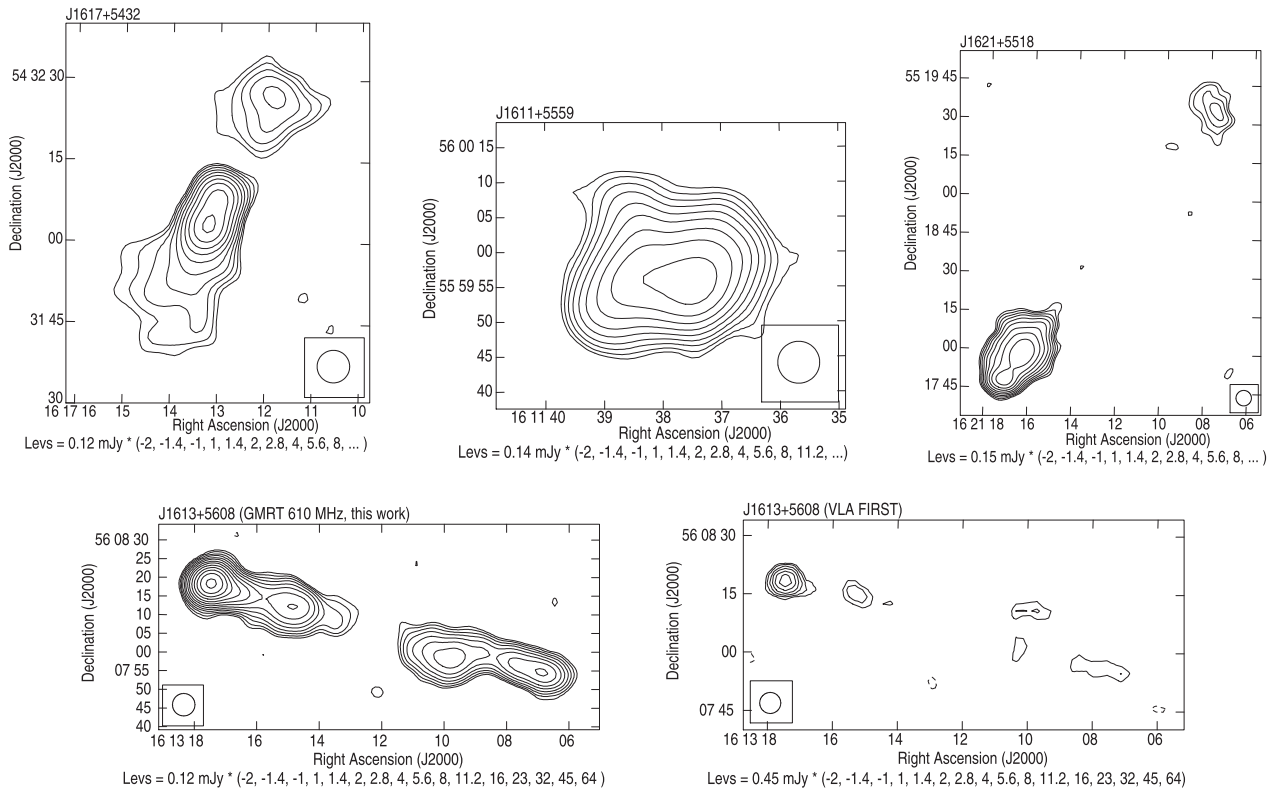 J1617+5432
54 32 30
15
00
31 45
30
Declination (J2000)
16 17 16 15 14 13 12 11 10
Right Ascension (J2000)
Levs = 0.12 mJy * (-2, -1.4, -1, 1, 1.4, 2, 2.8, 4, 5.6, 8, ... )
J1611+5559
56 00 15
10
05
00
55 59 55
50
45
40
Declination (J2000)
16 11 40 39 38 37 36 35
Right Ascension (J2000)
Levs = 0.14 mJy * (-2, -1.4, -1, 1, 1.4, 2, 2.8, 4, 5.6, 8, 11.2, ...)
J1621+5518
55 19 45
30
15
00
18 45
30
15
00
17 45
Declination (J2000)
16 21 18 16 14 12 10 08 06
Right Ascension (J2000)
Levs = 0.15 mJy * (-2, -1.4, -1, 1, 1.4, 2, 2.8, 4, 5.6, 8, ... )
J1613+5608 (GMRT 610 MHz, this work)
56 08 30
25
20
15
10
05
00
07 55
50
45
40
Declination (J2000)
16 13 18 16 14 12 10 08 06
Right Ascension (J2000)
Levs = 0.12 mJy * (-2, -1.4, -1, 1, 1.4, 2, 2.8, 4, 5.6, 8, 11.2, 16, 23, 32, 45, 64 )
J1613+5608 (VLA FIRST)
56 08 30
15
00
07 45
Declination (J2000)
16 13 18 16 14 12 10 08 06
Right Ascension (J2000)
Levs = 0.45 mJy * (-2, -1.4, -1, 1, 1.4, 2, 2.8, 4, 5.6, 8, 11.2, 16, 23, 32, 45, 64)